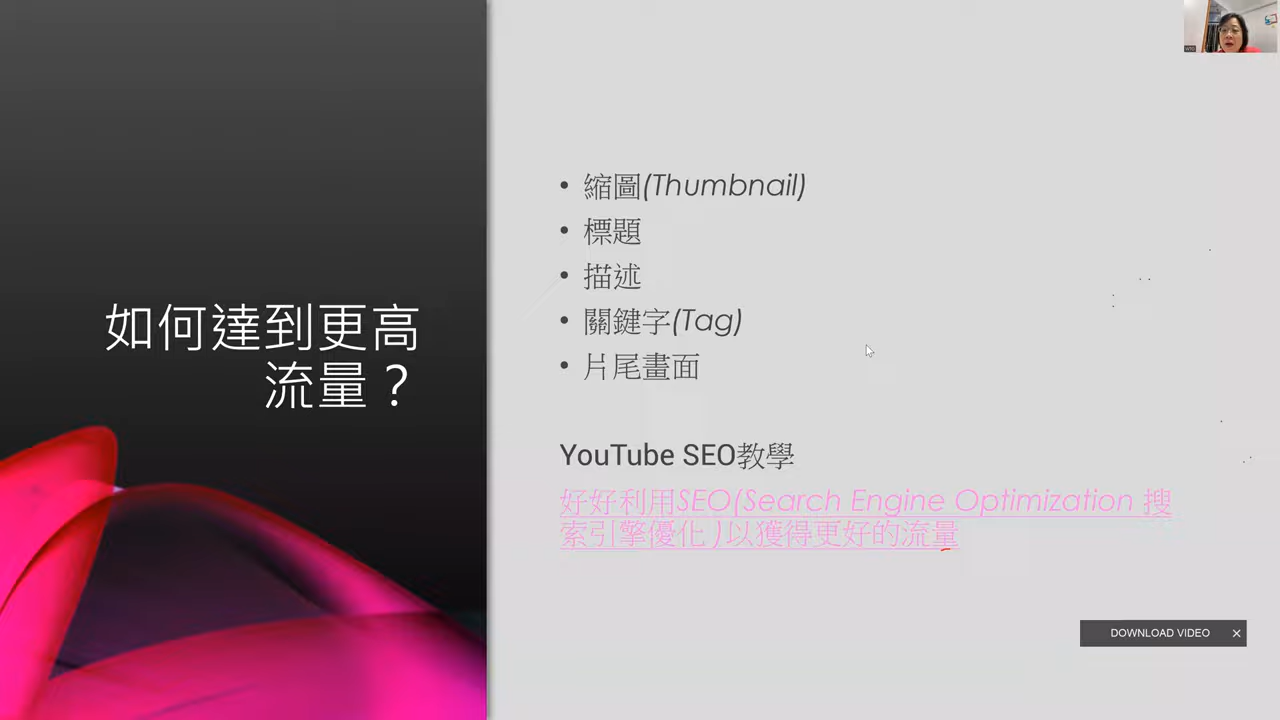 如何達到更高
流量？
• 縮圖(Thumbnail)
• 標題
• 描述
• 關鍵字(Tag)
• 片尾畫面
YouTube SEO教學
好好利用SEO(Search Engine Optimization 搜
索引擎優化 )以獲得更好的流量
DOWNLOAD VIDEO ×